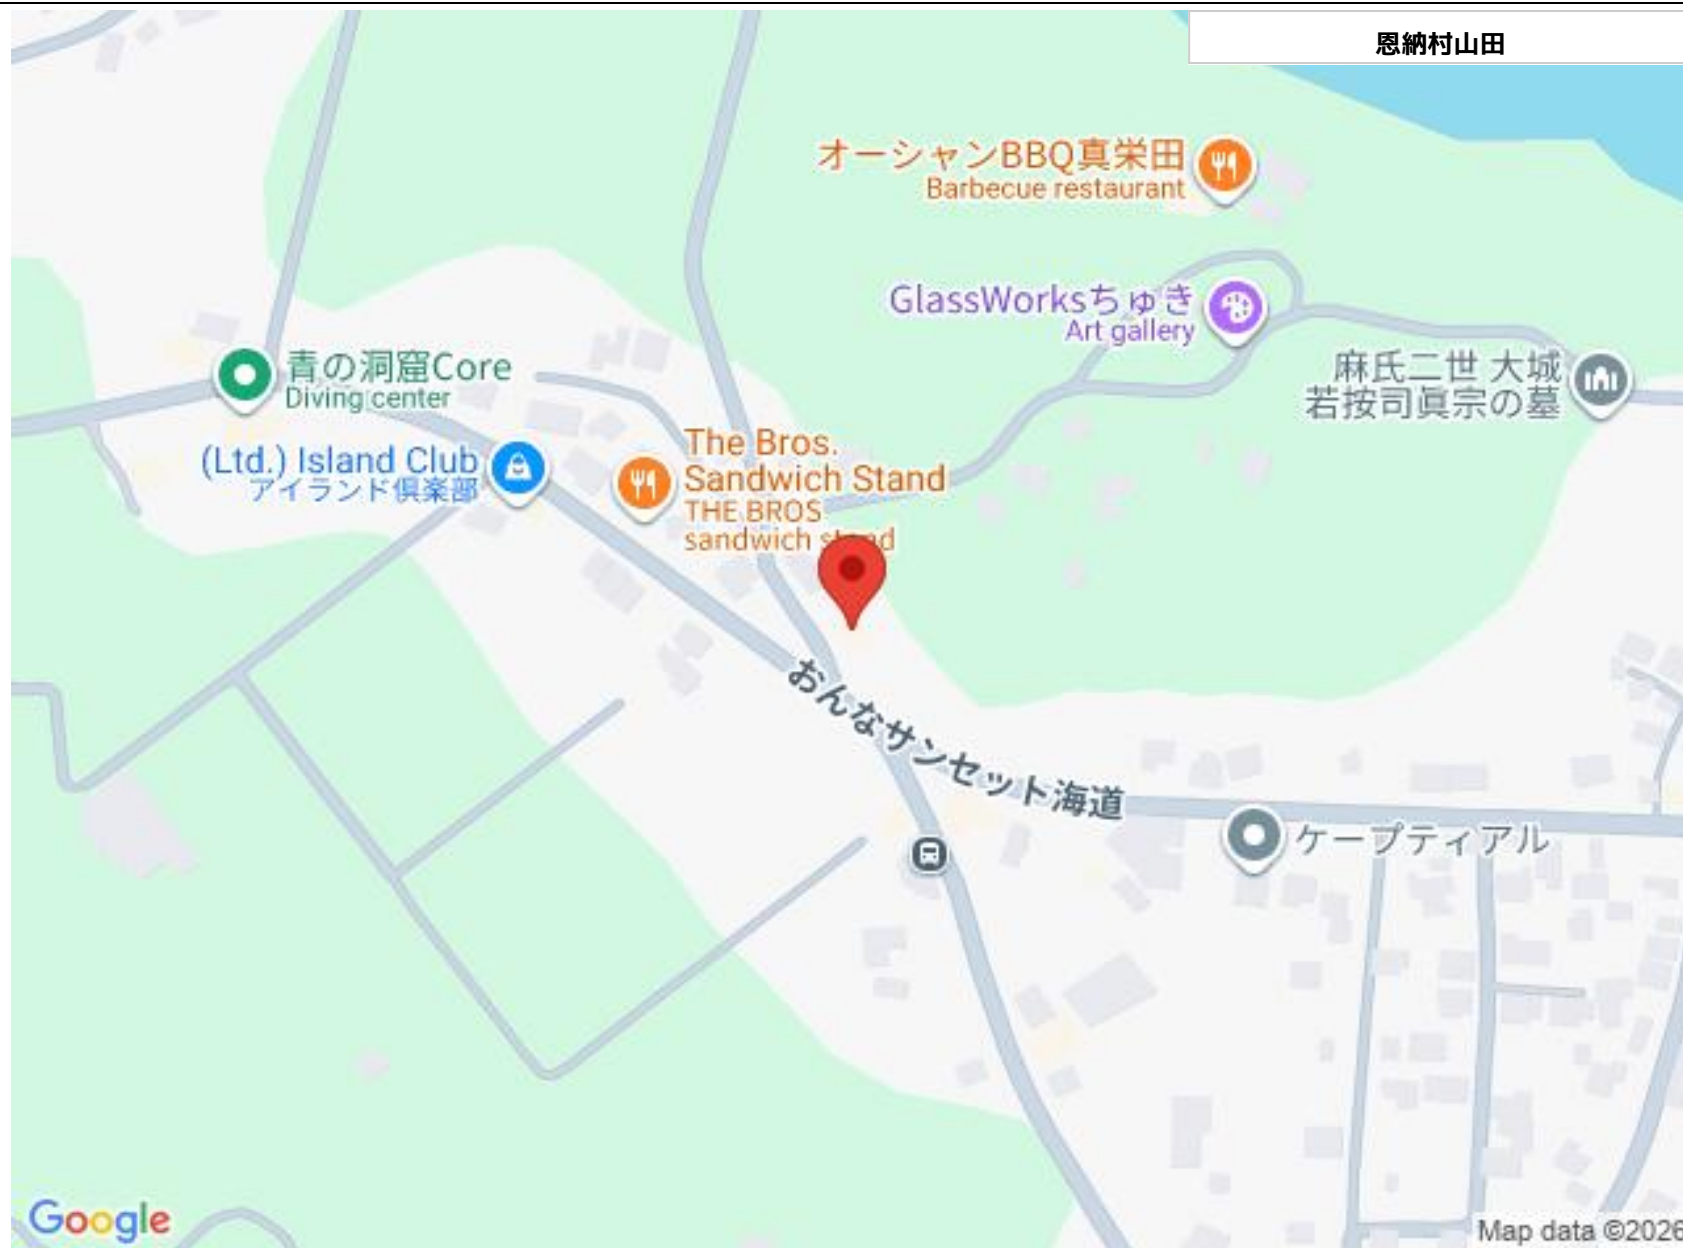 恩納村山田
オーシャンBBQ真栄田
Barbecue restaurant
GlassWorksちゅき
Art gallery
青の洞窟Core
Diving center
麻氏二世 大城
若按司眞宗の墓
(Ltd.) Island Club
アイランド倶楽部
The Bros.
Sandwich Stand
THE BROS
sandwich stand
おんなサンセット海道
ケープティアル
Google
Map data ©2026